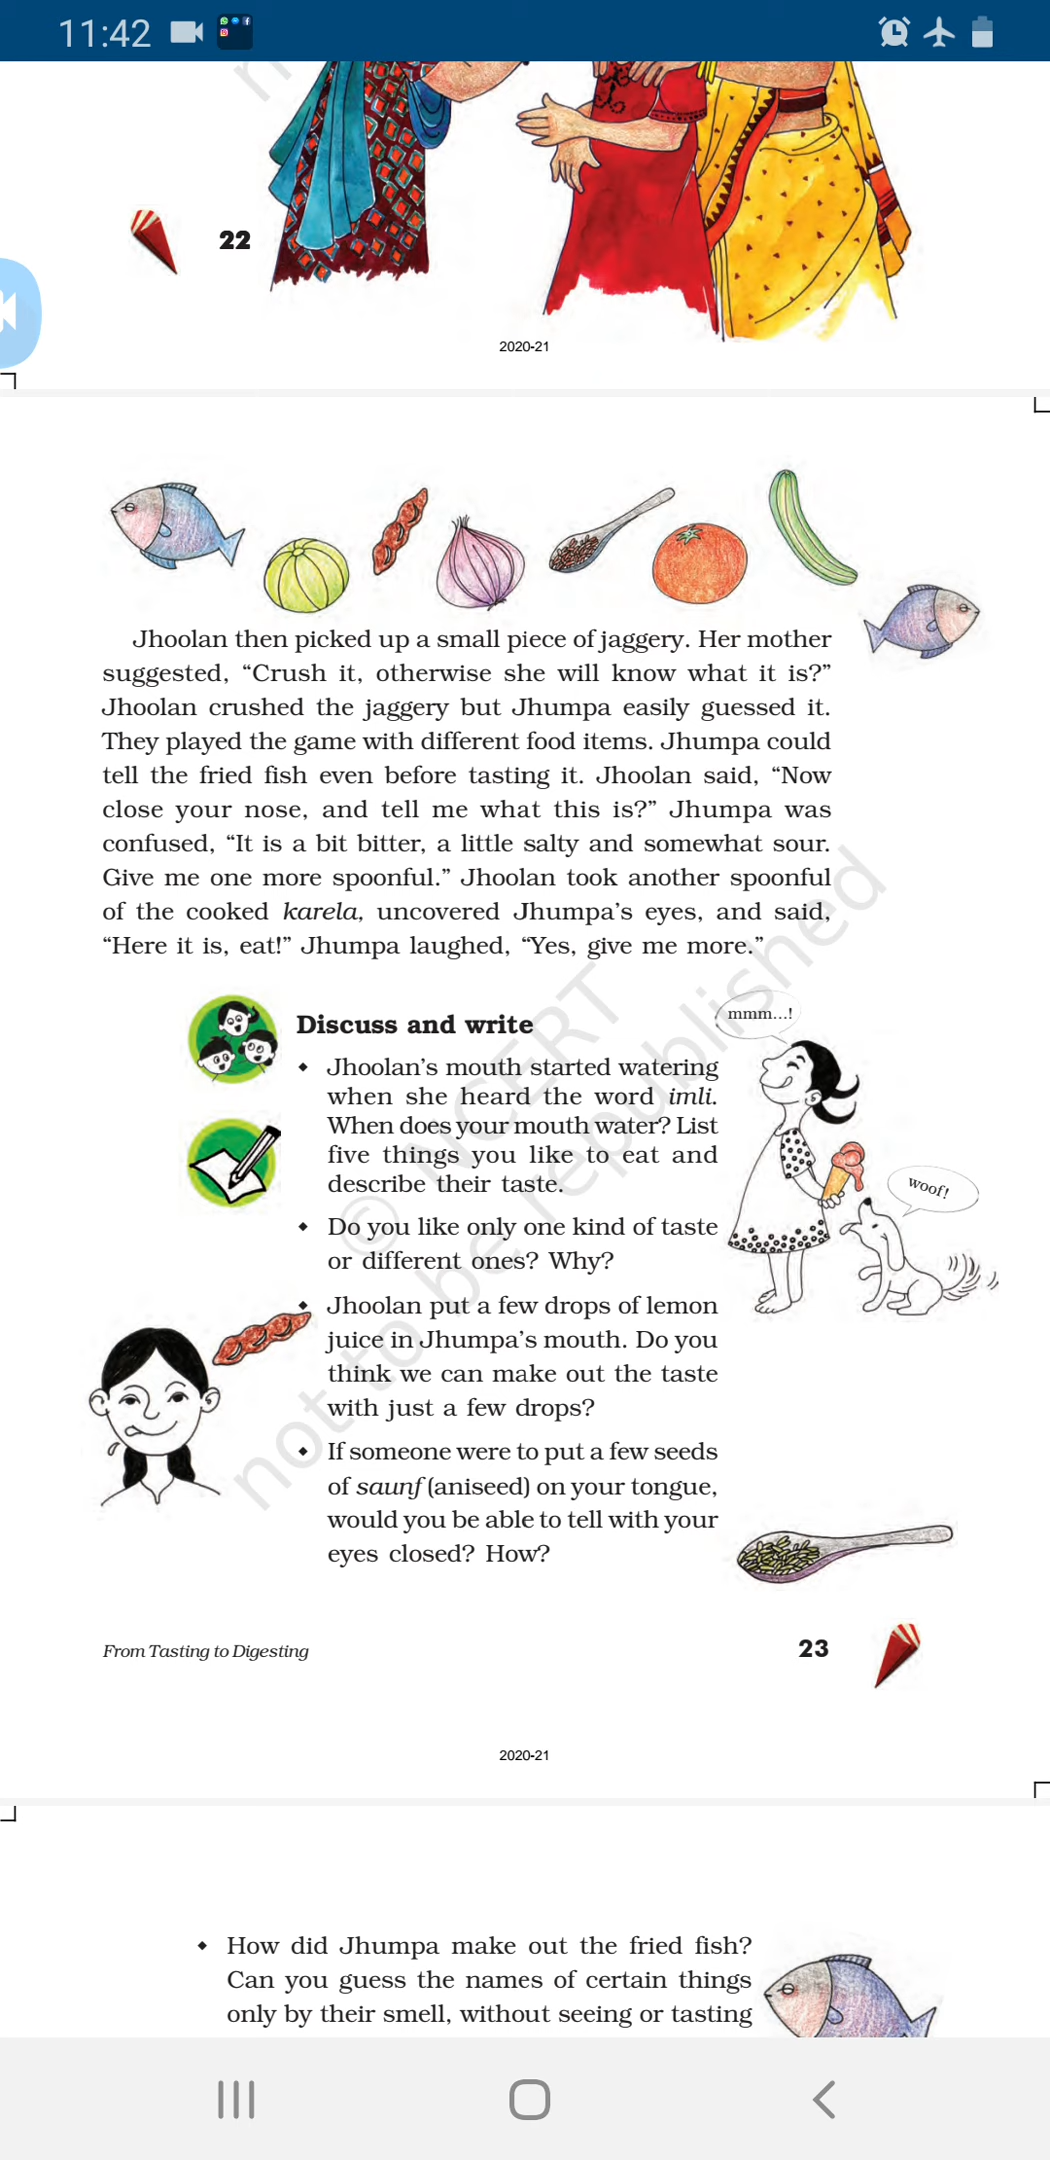 11:42
22
2020-21
Jhoolan then picked up a small piece of jaggery. Her mother
suggested, “Crush it, otherwise she will know what it is?”
Jhoolan crushed the jaggery but Jhumpa easily guessed it.
They played the game with different food items. Jhumpa could
tell the fried fish even before tasting it. Jhoolan said, “Now
close your nose, and tell me what this is?” Jhumpa was
confused, “It is a bit bitter, a little salty and somewhat sour.
Give me one more spoonful.” Jhoolan took another spoonful
of the cooked karela, uncovered Jhumpa’s eyes, and said,
“Here it is, eat!” Jhumpa laughed, “Yes, give me more.”
Discuss and write
mmm...!
• Jhoolan’s mouth started watering
when she heard the word imli.
When does your mouth water? List
five things you like to eat and
describe their taste.
woof!
• Do you like only one kind of taste
or different ones? Why?
• Jhoolan put a few drops of lemon
juice in Jhumpa’s mouth. Do you
think we can make out the taste
with just a few drops?
• If someone were to put a few seeds
of saunf (aniseed) on your tongue,
would you be able to tell with your
eyes closed? How?
© NCERT
not to be republished
From Tasting to Digesting
23
2020-21
• How did Jhumpa make out the fried fish?
Can you guess the names of certain things
only by their smell, without seeing or tasting